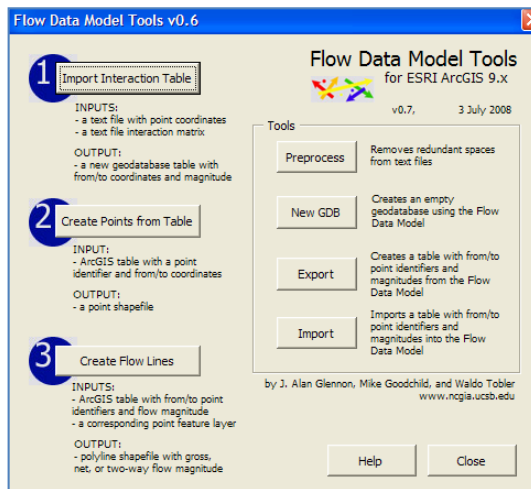 Flow Data Model Tools v0.6
1
Import Interaction Table
INPUTS:
- a text file with point coordinates
- a text file interaction matrix
OUTPUT:
- a new geodatabase table with
from/to coordinates and magnitude
2
Create Points from Table
INPUT:
- ArcGIS table with a point
identifier and from/to coordinates
OUTPUT:
- a point shapefile
3
Create Flow Lines
INPUTS:
- ArcGIS table with from/to point
identifiers and flow magnitude
- a corresponding point feature layer
OUTPUT:
- polyline shapefile with gross,
net, or two-way flow magnitude
Flow Data Model Tools
for ESRI ArcGIS 9.x
v0.7, 3 July 2008
Tools
Preprocess
Removes redundant spaces
from text files
New GDB
Creates an empty
geodatabase using the Flow
Data Model
Export
Creates a table with from/to
point identifiers and
magnitudes from the Flow
Data Model
Import
Imports a table with from/to
point identifiers and
magnitudes into the Flow
Data Model
by J. Alan Glennon, Mike Goodchild, and Waldo Tobler
www.ncgia.ucsb.edu
Help
Close